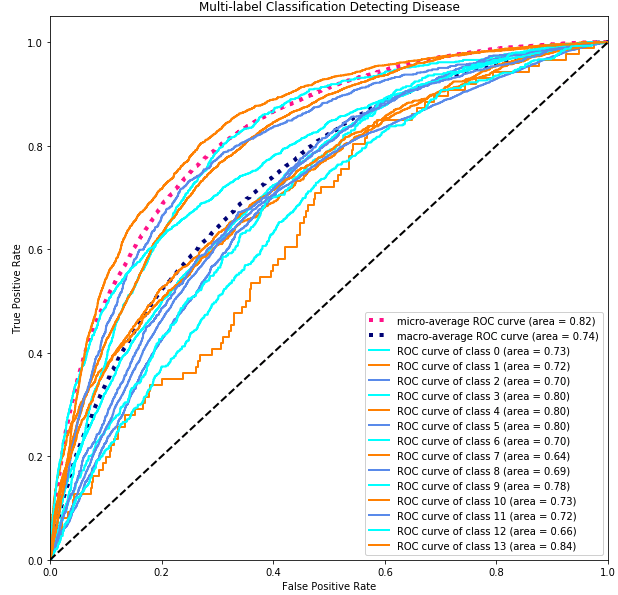 Multi-label Classification Detecting Disease
True Positive Rate
1.0
0.8
0.6
0.4
0.2
0.0
micro-average ROC curve (area = 0.82)
macro-average ROC curve (area = 0.74)
ROC curve of class 0 (area = 0.73)
ROC curve of class 1 (area = 0.72)
ROC curve of class 2 (area = 0.70)
ROC curve of class 3 (area = 0.80)
ROC curve of class 4 (area = 0.80)
ROC curve of class 5 (area = 0.80)
ROC curve of class 6 (area = 0.70)
ROC curve of class 7 (area = 0.64)
ROC curve of class 8 (area = 0.69)
ROC curve of class 9 (area = 0.78)
ROC curve of class 10 (area = 0.73)
ROC curve of class 11 (area = 0.72)
ROC curve of class 12 (area = 0.66)
ROC curve of class 13 (area = 0.84)
0.0 0.2 0.4 0.6 0.8 1.0
False Positive Rate